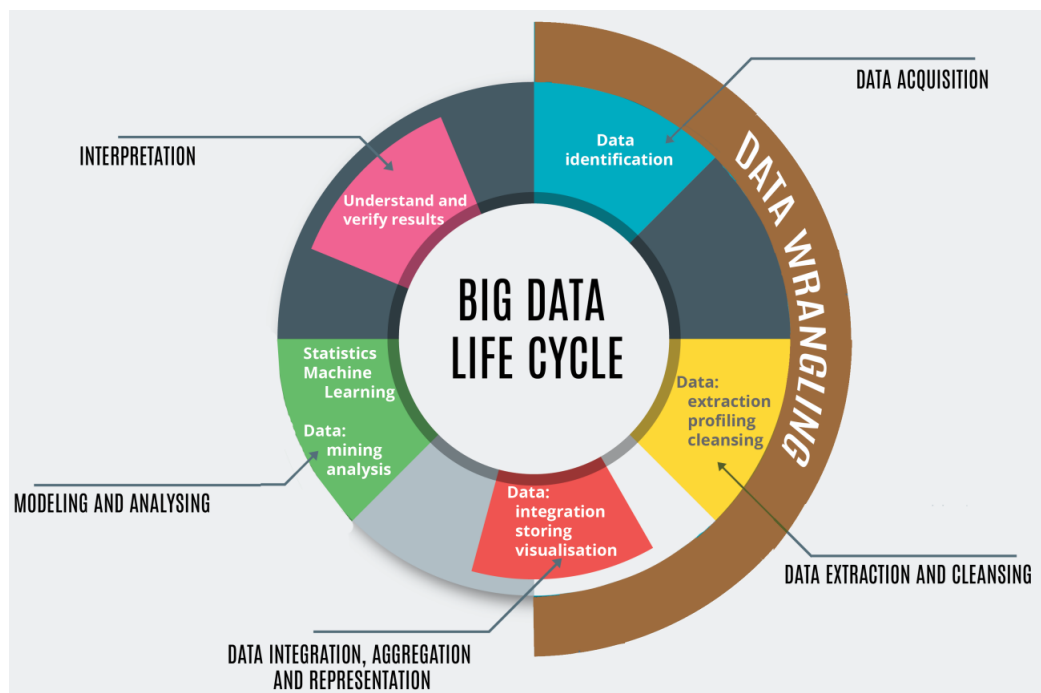 DATA ACQUISITION
Data
identification
DATA WRANGLING
INTERPRETATION
Understand and
verify results
BIG DATA
LIFE CYCLE
Statistics
Machine
Learning
Data:
mining
analysis
Data:
extraction
profiling
cleansing
MODELING AND ANALYSING
Data:
integration
storing
visualisation
DATA EXTRACTION AND CLEANSING
DATA INTEGRATION, AGGREGATION
AND REPRESENTATION